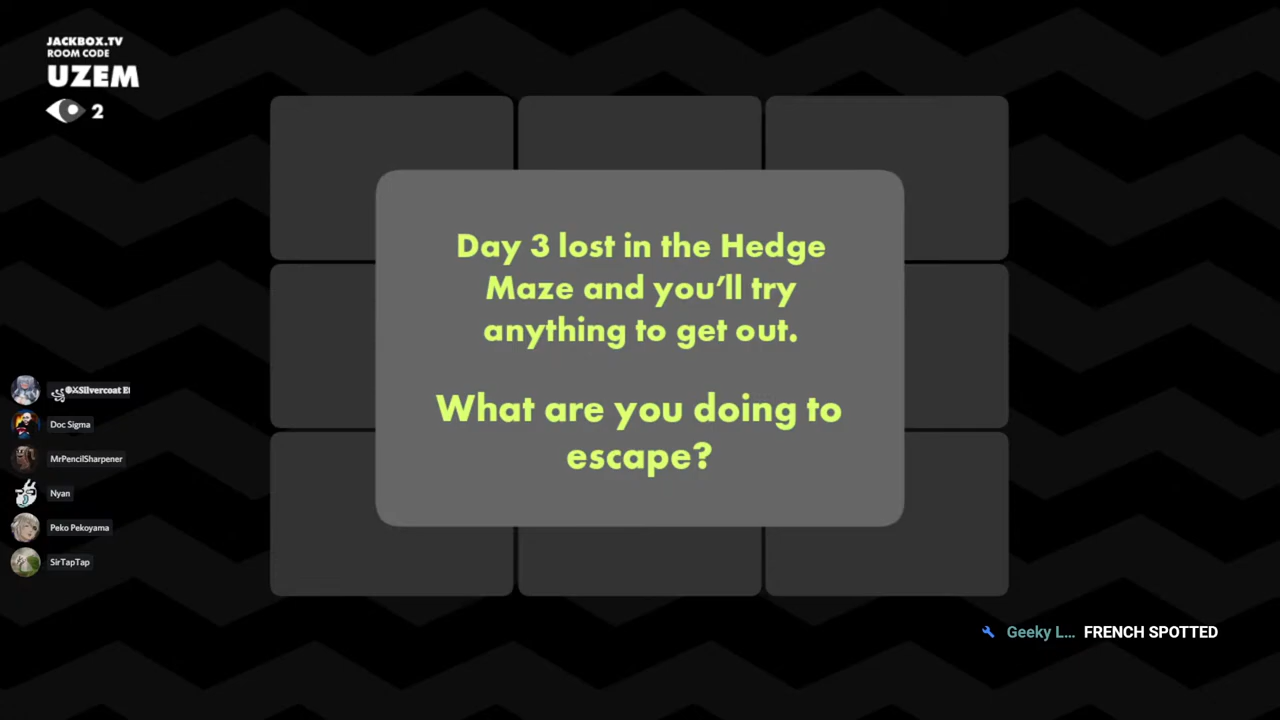 JACKBOX.TV
ROOM CODE
UZEM
2
Day 3 lost in the Hedge
Maze and you'll try
anything to get out.
What are you doing to
escape?
Silvercoat
Doc Sigma
MrPencilSharpener
Nyan
Peko Pekoyama
SirTapTap
Geeky L... FRENCH SPOTTED